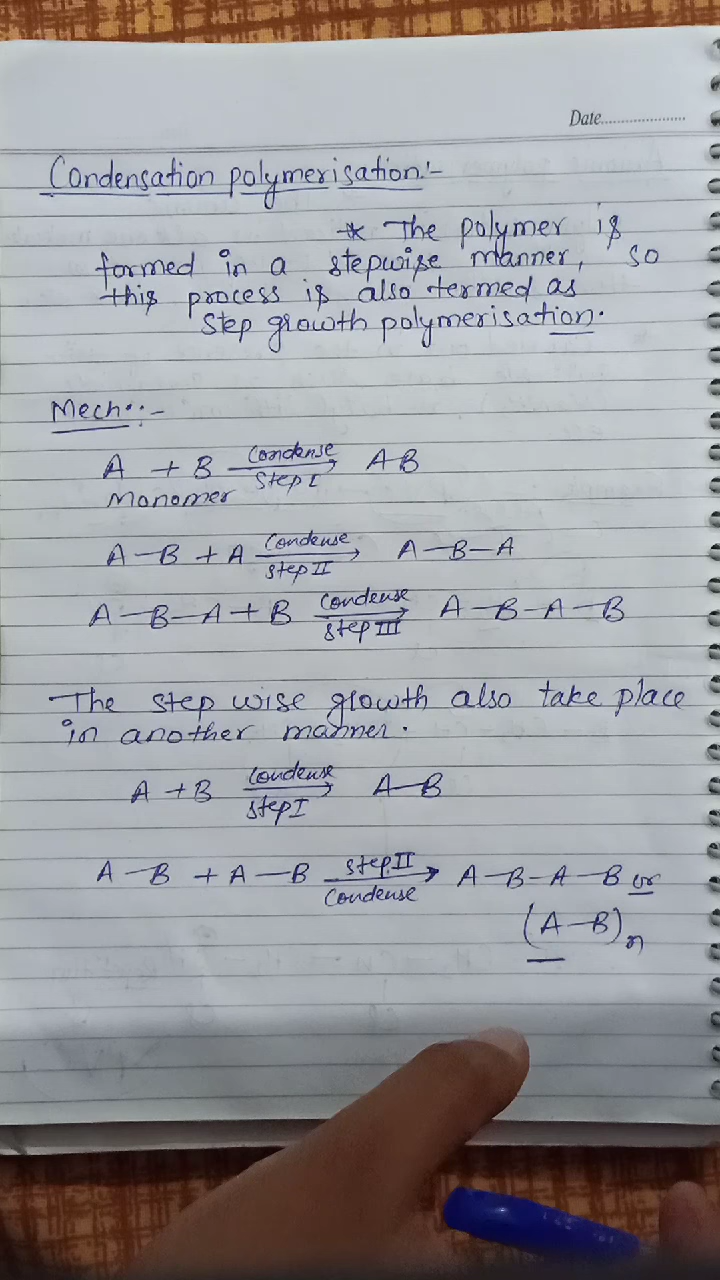 Date.....................
Condensation polymerisation:-
* The polymer is
formed in a stepwise manner, so
this process is also termed as
Step growth polymerisation.
Mech..:-
A + B Condense Step I → AB
Monomer
A-B + A Condense step II → A-B-A
A-B-A + B Condense step III → A-B-A-B
The step wise growth also take place
in another manner.
A + B Condense step I → A-B
A-B + A-B step II Condense → A-B-A-B or
(A-B)n